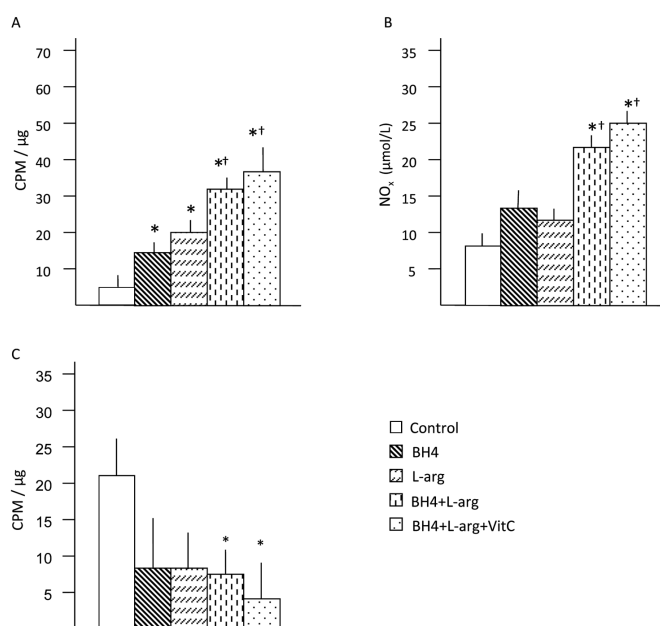 A
70
60
50
40
30
20
10
CPM / µg
*
*
*†
*†
B
35
30
25
20
15
10
5
NOx (µmol/L)
*†
*†
C
35
30
25
20
15
10
5
CPM / µg
*
*
Control
BH4
L-arg
BH4+L-arg
BH4+L-arg+VitC